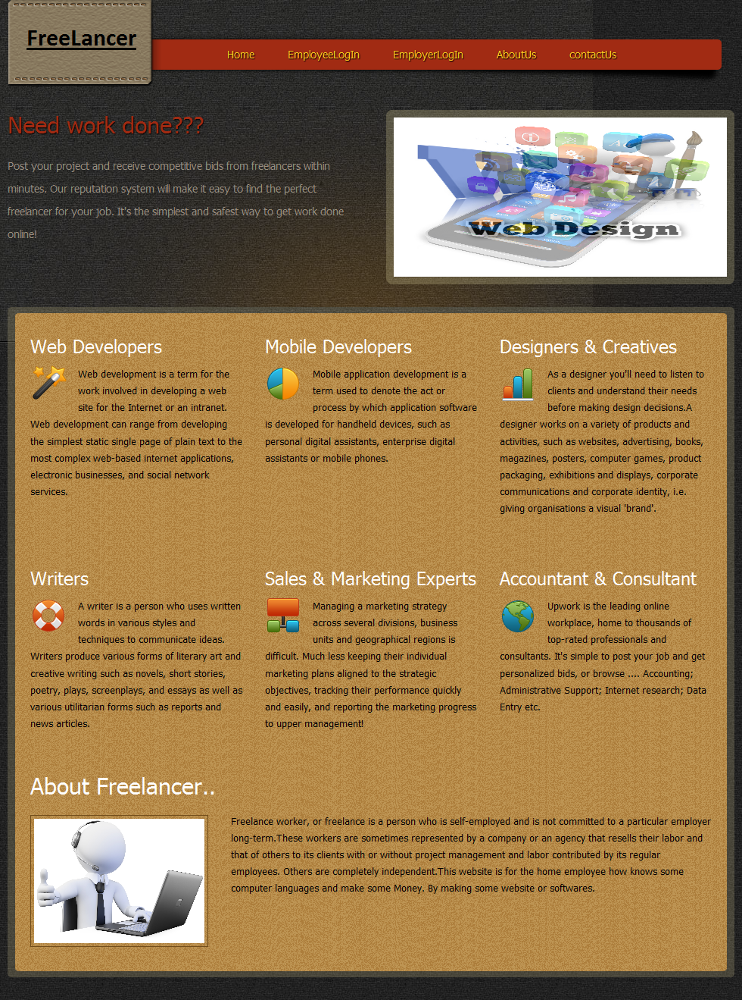 FreeLancer
Home EmployeeLogIn EmployerLogIn AboutUs contactUs
Need work done???
Post your project and receive competitive bids from freelancers within
minutes. Our reputation system will make it easy to find the perfect
freelancer for your job. It's the simplest and safest way to get work done
online!
Web Design
Web Developers
Web development is a term for the
work involved in developing a web
site for the Internet or an intranet.
Web development can range from developing
the simplest static single page of plain text to the
most complex web-based internet applications,
electronic businesses, and social network
services.
Mobile Developers
Mobile application development is a
term used to denote the act or
process by which application software
is developed for handheld devices, such as
personal digital assistants, enterprise digital
assistants or mobile phones.
Designers & Creatives
As a designer you'll need to listen to
clients and understand their needs
before making design decisions.A
designer works on a variety of products and
activities, such as websites, advertising, books,
magazines, posters, computer games, product
packaging, exhibitions and displays, corporate
communications and corporate identity, i.e.
giving organisations a visual 'brand'.
Writers
A writer is a person who uses written
words in various styles and
techniques to communicate ideas.
Writers produce various forms of literary art and
creative writing such as novels, short stories,
poetry, plays, screenplays, and essays as well as
various utilitarian forms such as reports and
news articles.
Sales & Marketing Experts
Managing a marketing strategy
across several divisions, business
units and geographical regions is
difficult. Much less keeping their individual
marketing plans aligned to the strategic
objectives, tracking their performance quickly
and easily, and reporting the marketing progress
to upper management!
Accountant & Consultant
Upwork is the leading online
workplace, home to thousands of
top-rated professionals and
consultants. It's simple to post your job and get
personalized bids, or browse .... Accounting;
Administrative Support; Internet research; Data
Entry etc.
About Freelancer..
Freelance worker, or freelance is a person who is self-employed and is not committed to a particular employer
long-term.These workers are sometimes represented by a company or an agency that resells their labor and
that of others to its clients with or without project management and labor contributed by its regular
employees. Others are completely independent.This website is for the home employee how knows some
computer languages and make some Money. By making some website or softwares.